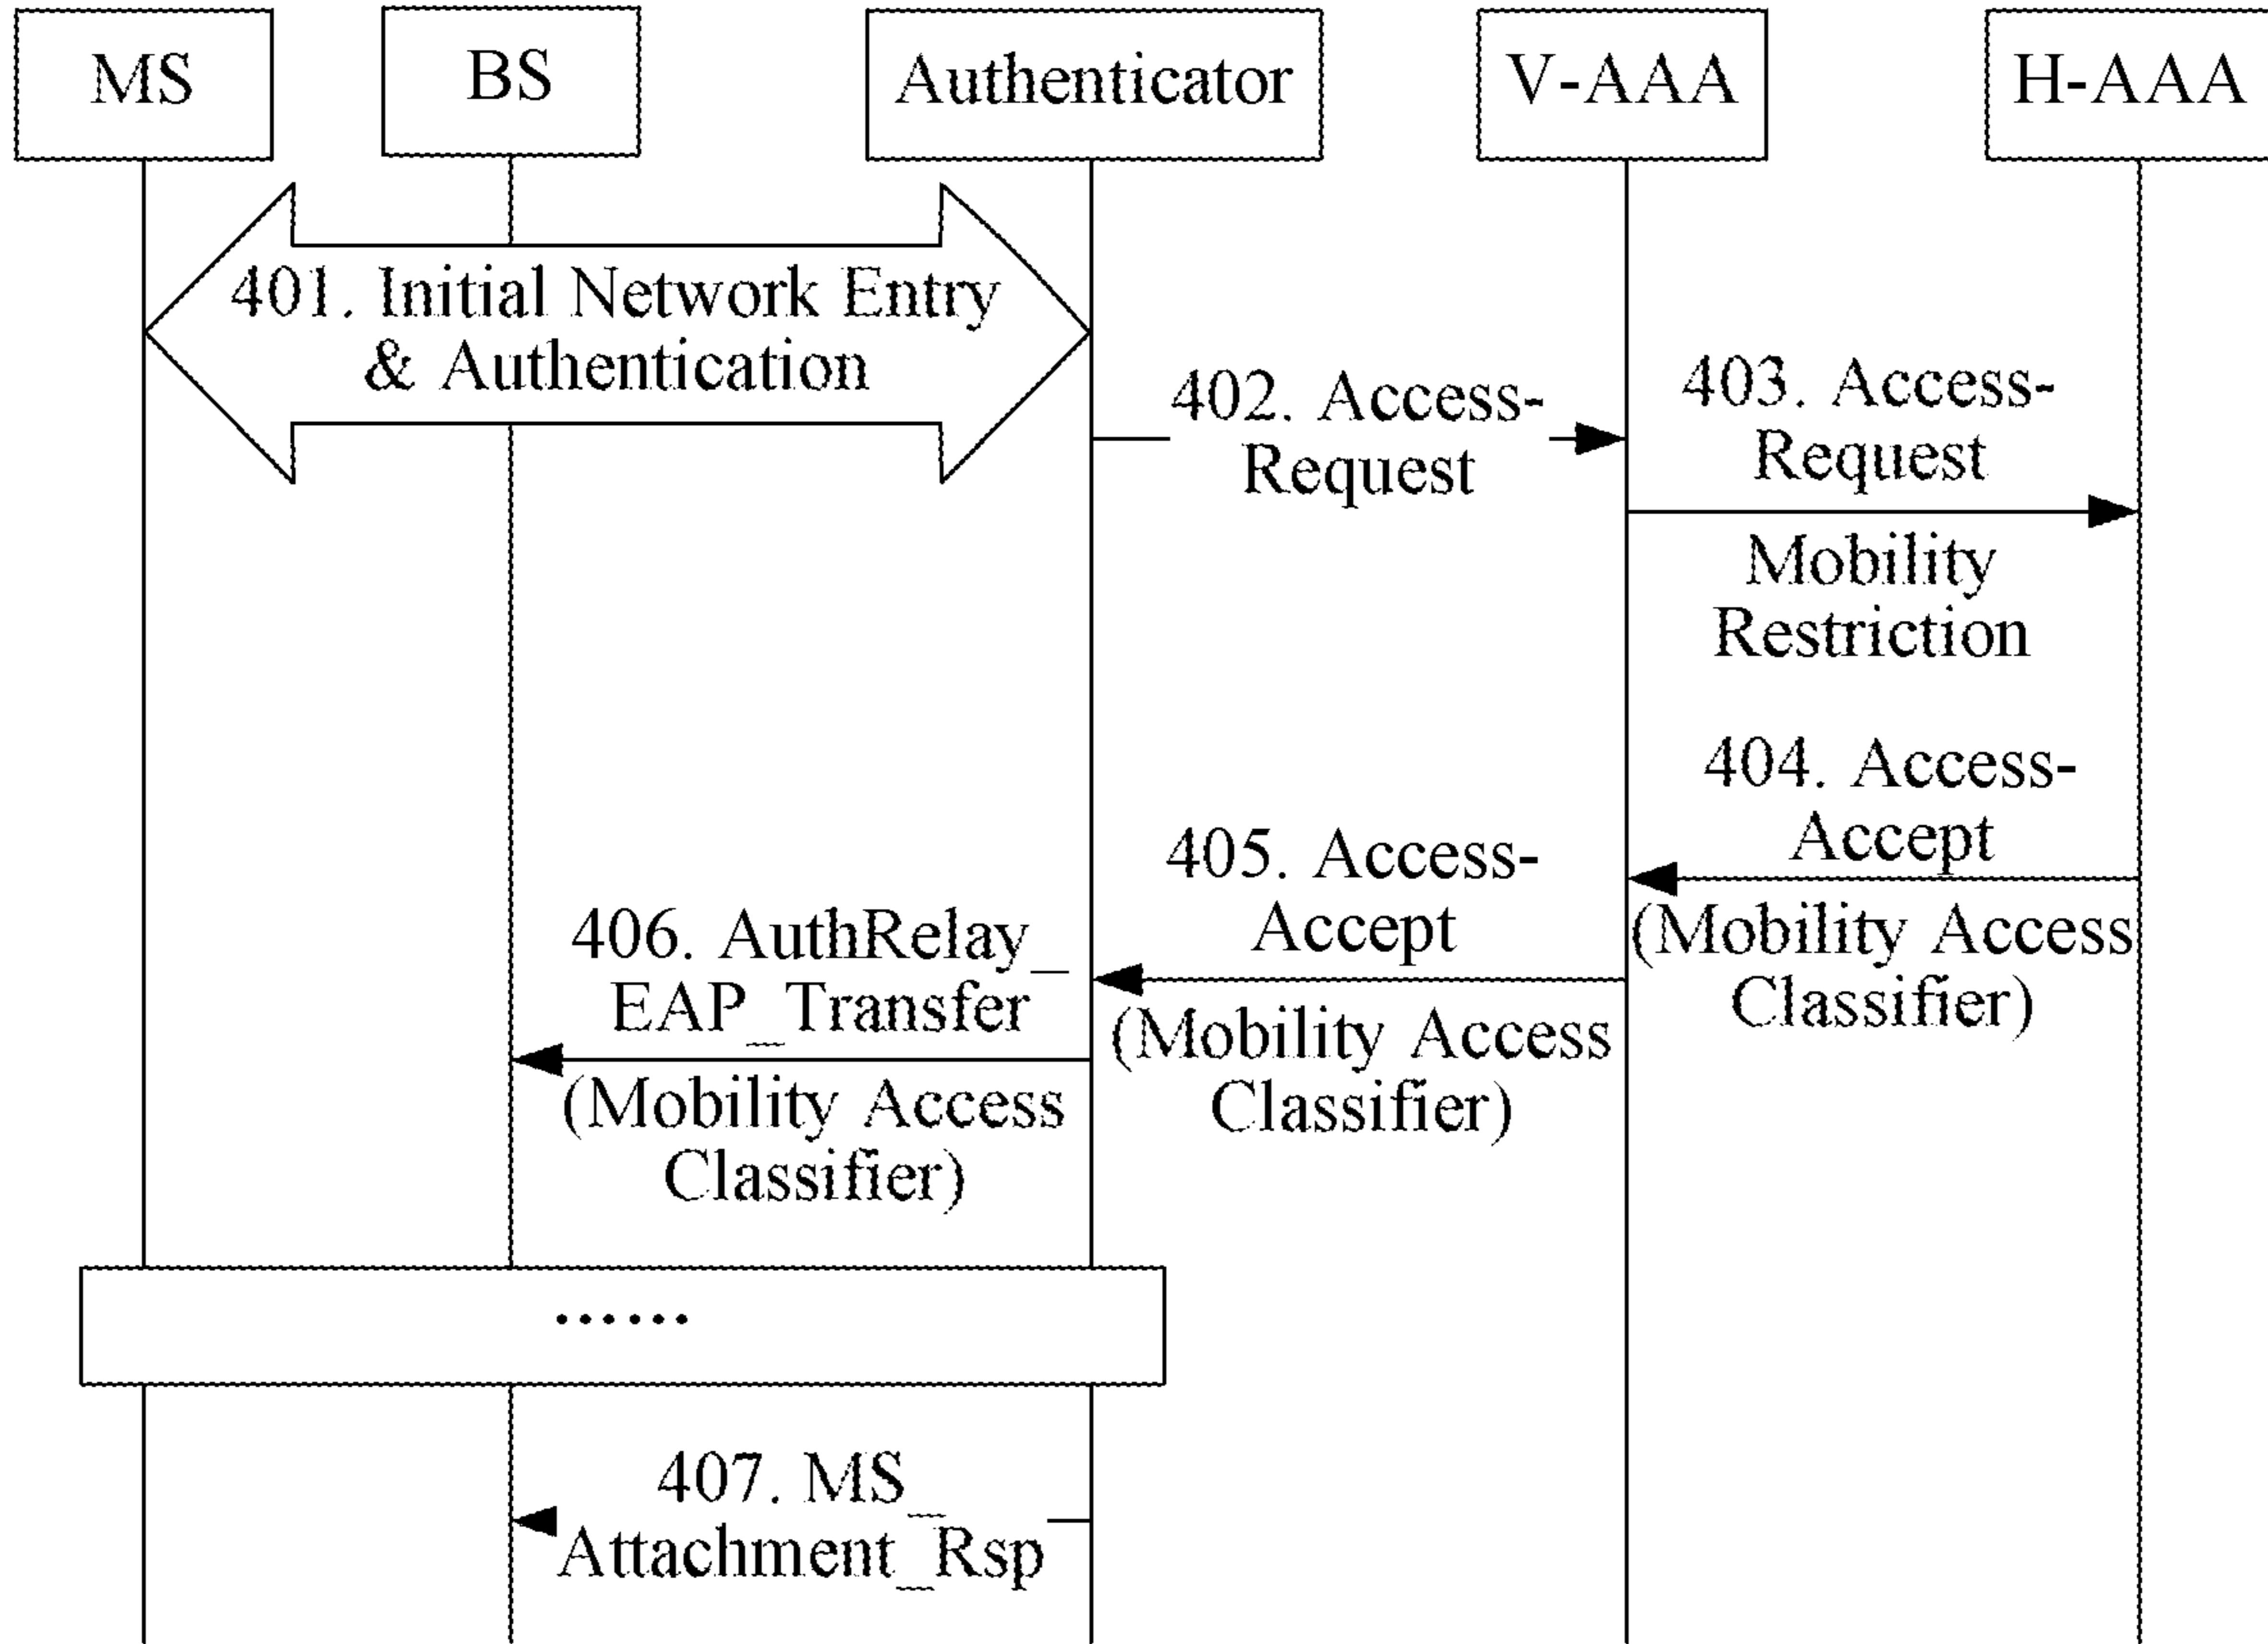 MS
BS
Authenticator
V-AAA
H-AAA
401. Initial Network Entry
& Authentication
402. Access-
Request
403. Access-
Request
Mobility
Restriction
404. Access-
Accept
(Mobility Access
Classifier)
405. Access-
Accept
(Mobility Access
Classifier)
406. AuthRelay_
EAP_Transfer
(Mobility Access
Classifier)
......
407. MS_
Attachment_Rsp